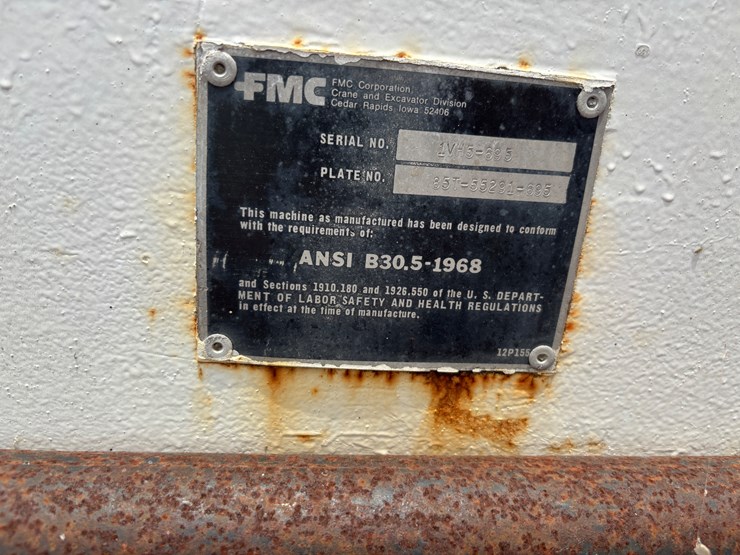 FMC
FMC Corporation
Crane and Excavator Division
Cedar Rapids, Iowa 52406
SERIAL NO.
PLATE NO.
This machine as manufactured has been designed to conform
with the requirements of:
ANSI B30.5-1968
and Sections 1910.180 and 1926.550 of the U. S. DEPART-
MENT OF LABOR SAFETY AND HEALTH REGULATIONS
in effect at the time of manufacture.
12P155